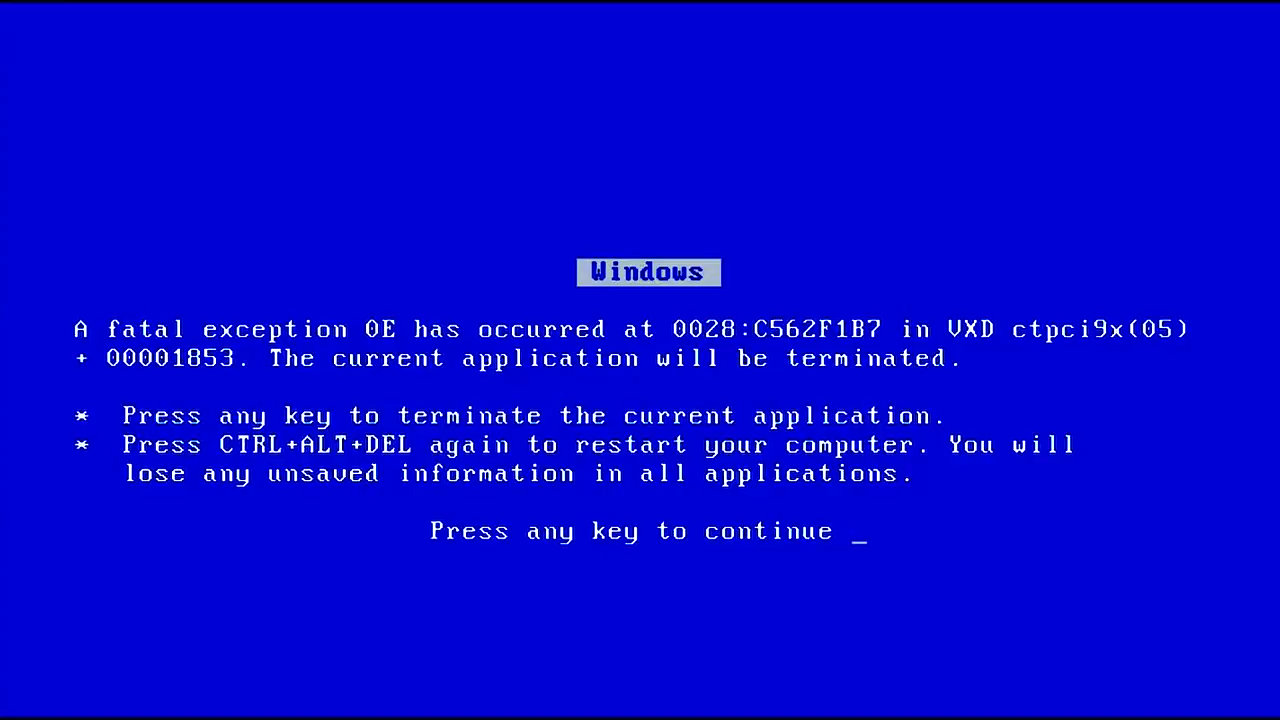 Windows
A fatal exception 0E has occurred at 0028:C562F1B7 in VXD ctpci9x(05)
+ 00001853. The current application will be terminated.
* Press any key to terminate the current application.
* Press CTRL+ALT+DEL again to restart your computer. You will
lose any unsaved information in all applications.
Press any key to continue _